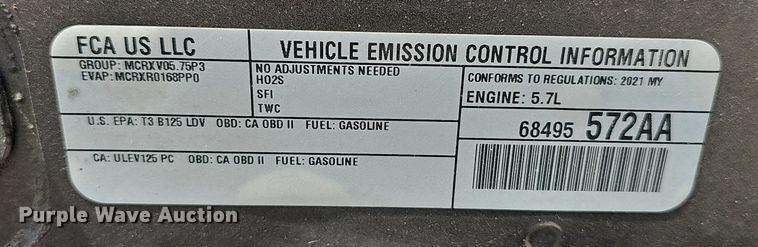 FCA US LLC
VEHICLE EMISSION CONTROL INFORMATION
GROUP: MCRXV05.75P3
EVAP: MCRXR0168PP0
NO ADJUSTMENTS NEEDED
HO2S
SFI
TWC
CONFORMS TO REGULATIONS: 2021 MY
ENGINE: 5.7L
U.S. EPA: T3 B125 LDV OBD: CA OBD II FUEL: GASOLINE
68495 572AA
CA: ULEV125 PC OBD: CA OBD II FUEL: GASOLINE
Purple Wave Auction